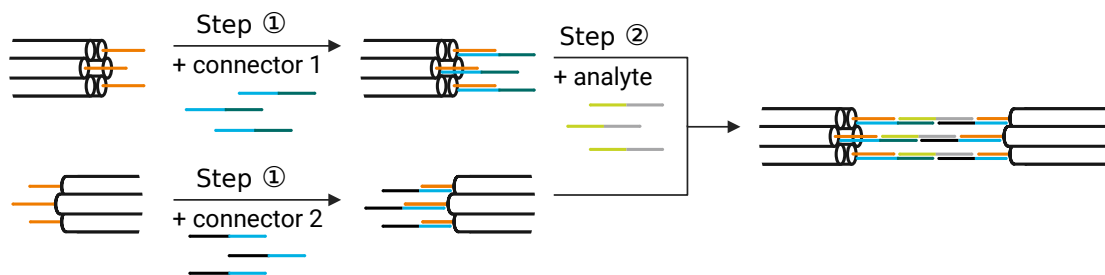 Step ①
+ connector 1
Step ②
+ analyte
Step ①
+ connector 2